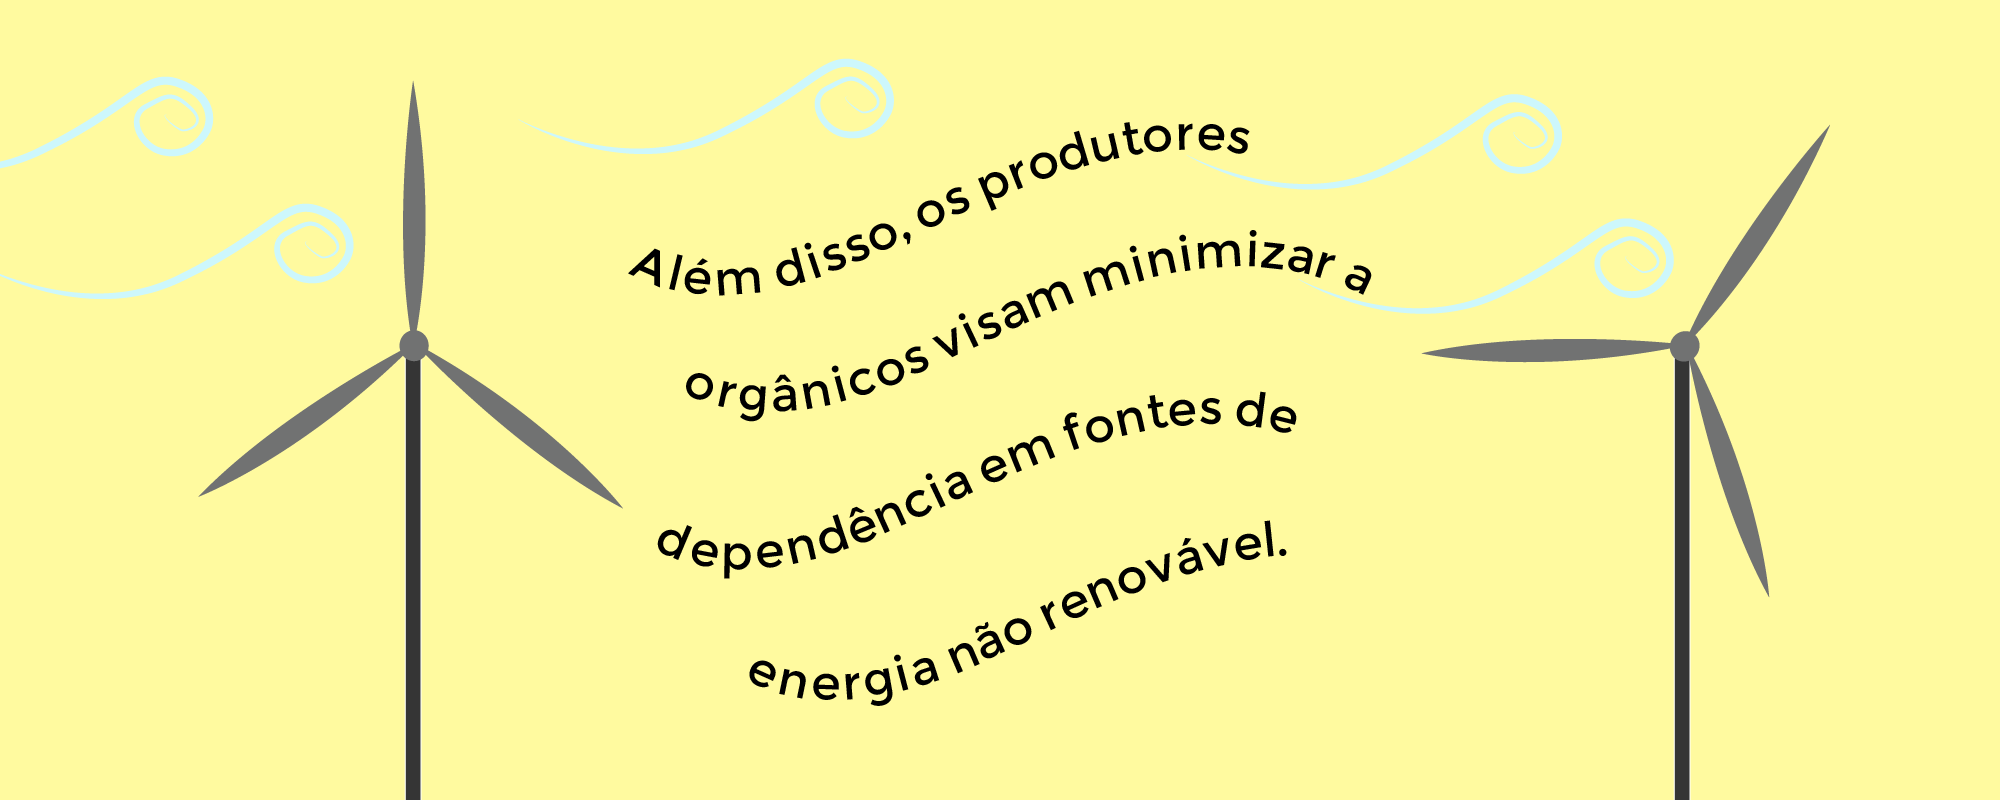 Além disso, os produtores
orgânicos visam minimizar a
dependência em fontes de
energia não renovável.